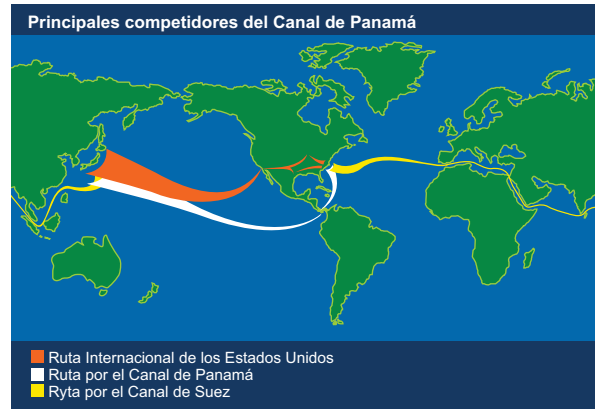 Principales competidores del Canal de Panamá
Ruta Internacional de los Estados Unidos
Ruta por el Canal de Panamá
Ryta por el Canal de Suez